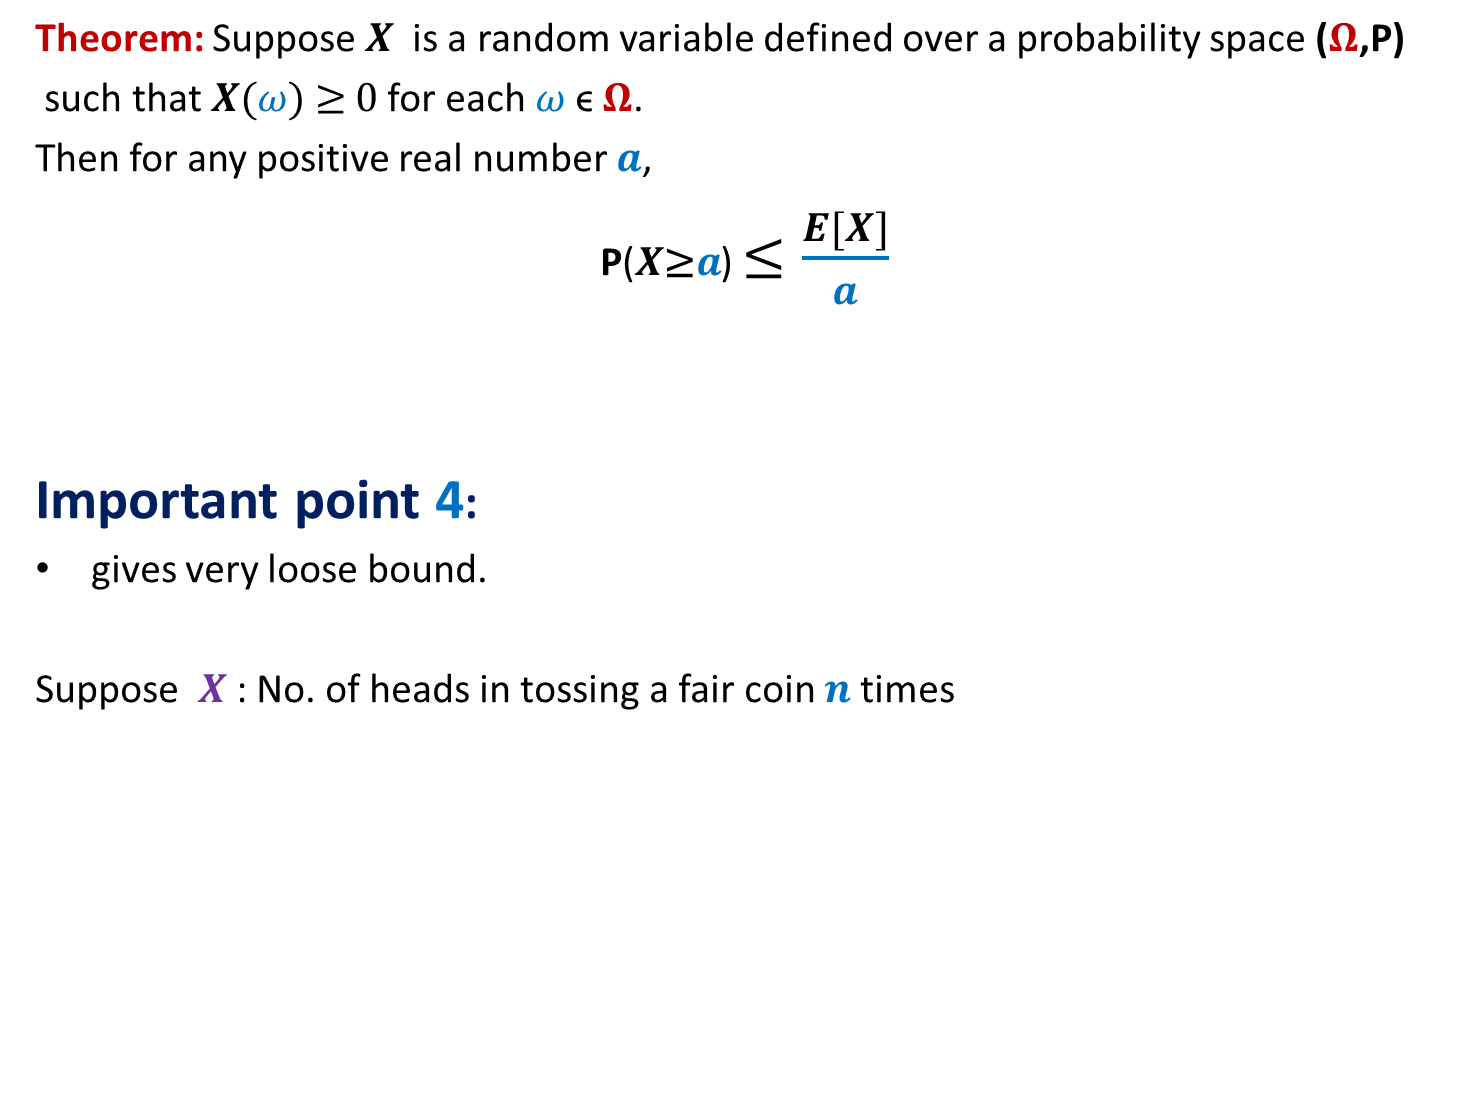 Theorem: Suppose X is a random variable defined over a probability space (Ω,P)
such that X(ω) ≥ 0 for each ω ϵ Ω.
Then for any positive real number a,
P(X≥a) ≤ E[X] / a
Important point 4:
• gives very loose bound.
Suppose X : No. of heads in tossing a fair coin n times